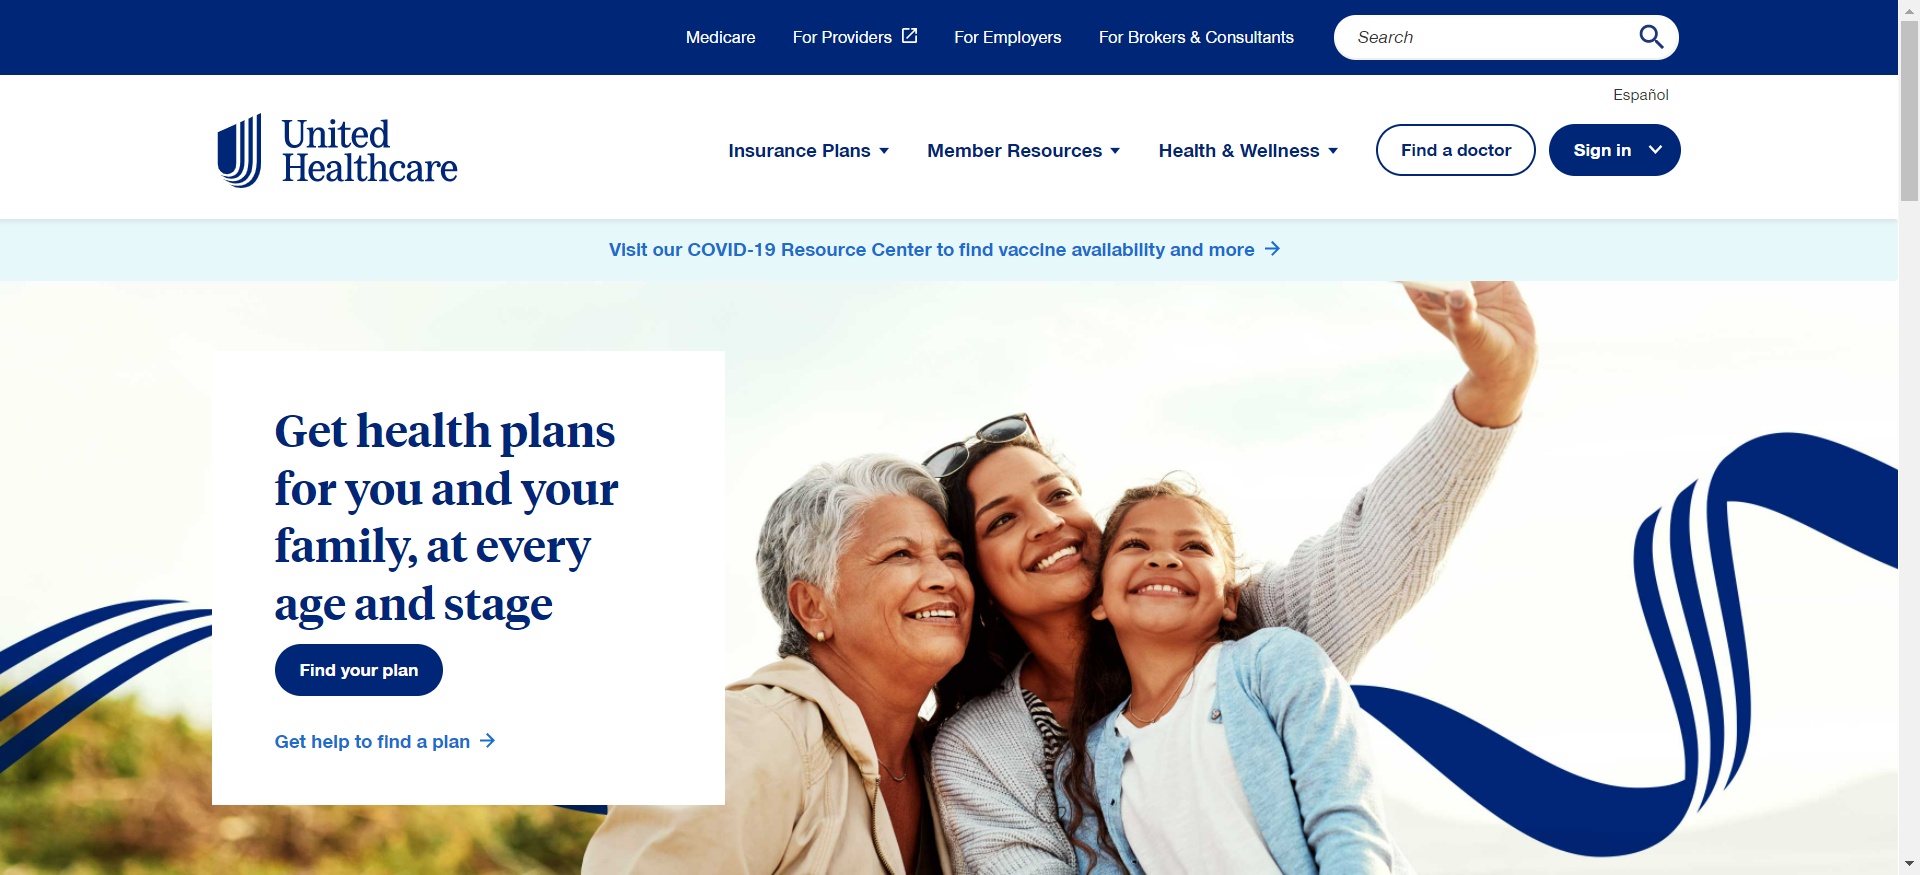 Medicare
For Providers
For Employers
For Brokers & Consultants
Search
Español
United
Healthcare
Insurance Plans
Member Resources
Health & Wellness
Find a doctor
Sign in
Visit our COVID-19 Resource Center to find vaccine availability and more
Get health plans
for you and your
family, at every
age and stage
Find your plan
Get help to find a plan